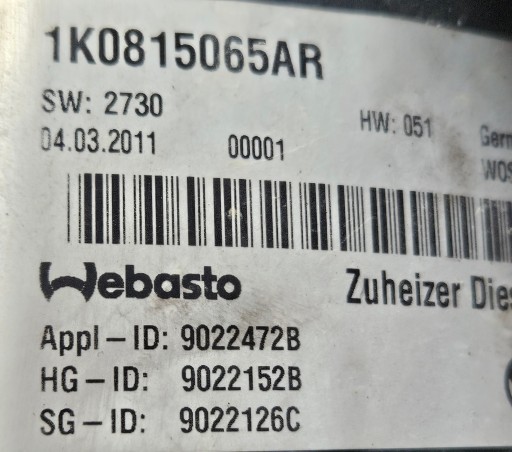 1K0815065AR
SW: 2730
HW: 051
04.03.2011
00001
Webasto
Zuheizer
Appl-ID: 9022472B
HG-ID: 9022152B
SG-ID: 9022126C